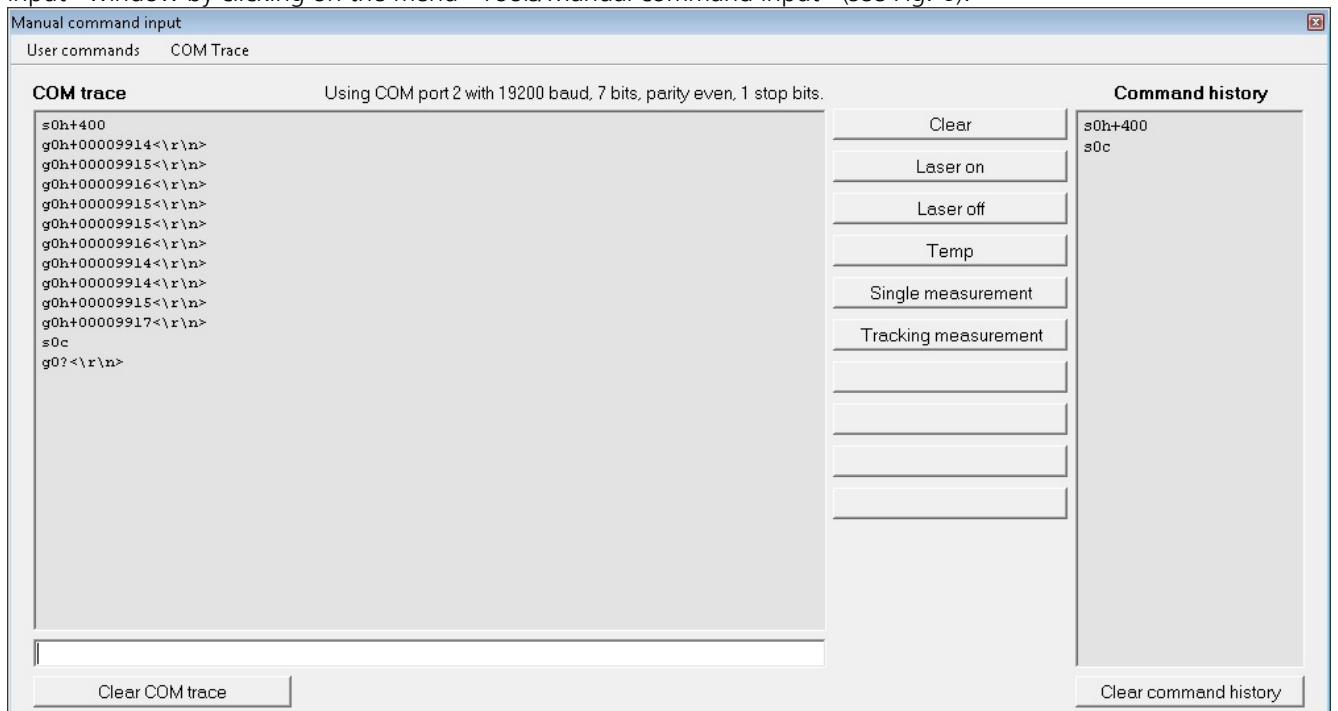 input" window by clicking on the menu "Tools/Manual command input" (see Fig. 6).
Manual command input
User commands COM Trace
COM trace Using COM port 2 with 19200 baud, 7 bits, parity even, 1 stop bits. Command history
s0h+400
g0h+00009914<\r\n>
g0h+00009915<\r\n>
g0h+00009916<\r\n>
g0h+00009915<\r\n>
g0h+00009915<\r\n>
g0h+00009916<\r\n>
g0h+00009914<\r\n>
g0h+00009914<\r\n>
g0h+00009915<\r\n>
g0h+00009917<\r\n>
s0c
g0?<\r\n>
Clear
Laser on
Laser off
Temp
Single measurement
Tracking measurement
s0h+400
s0c
Clear COM trace
Clear command history